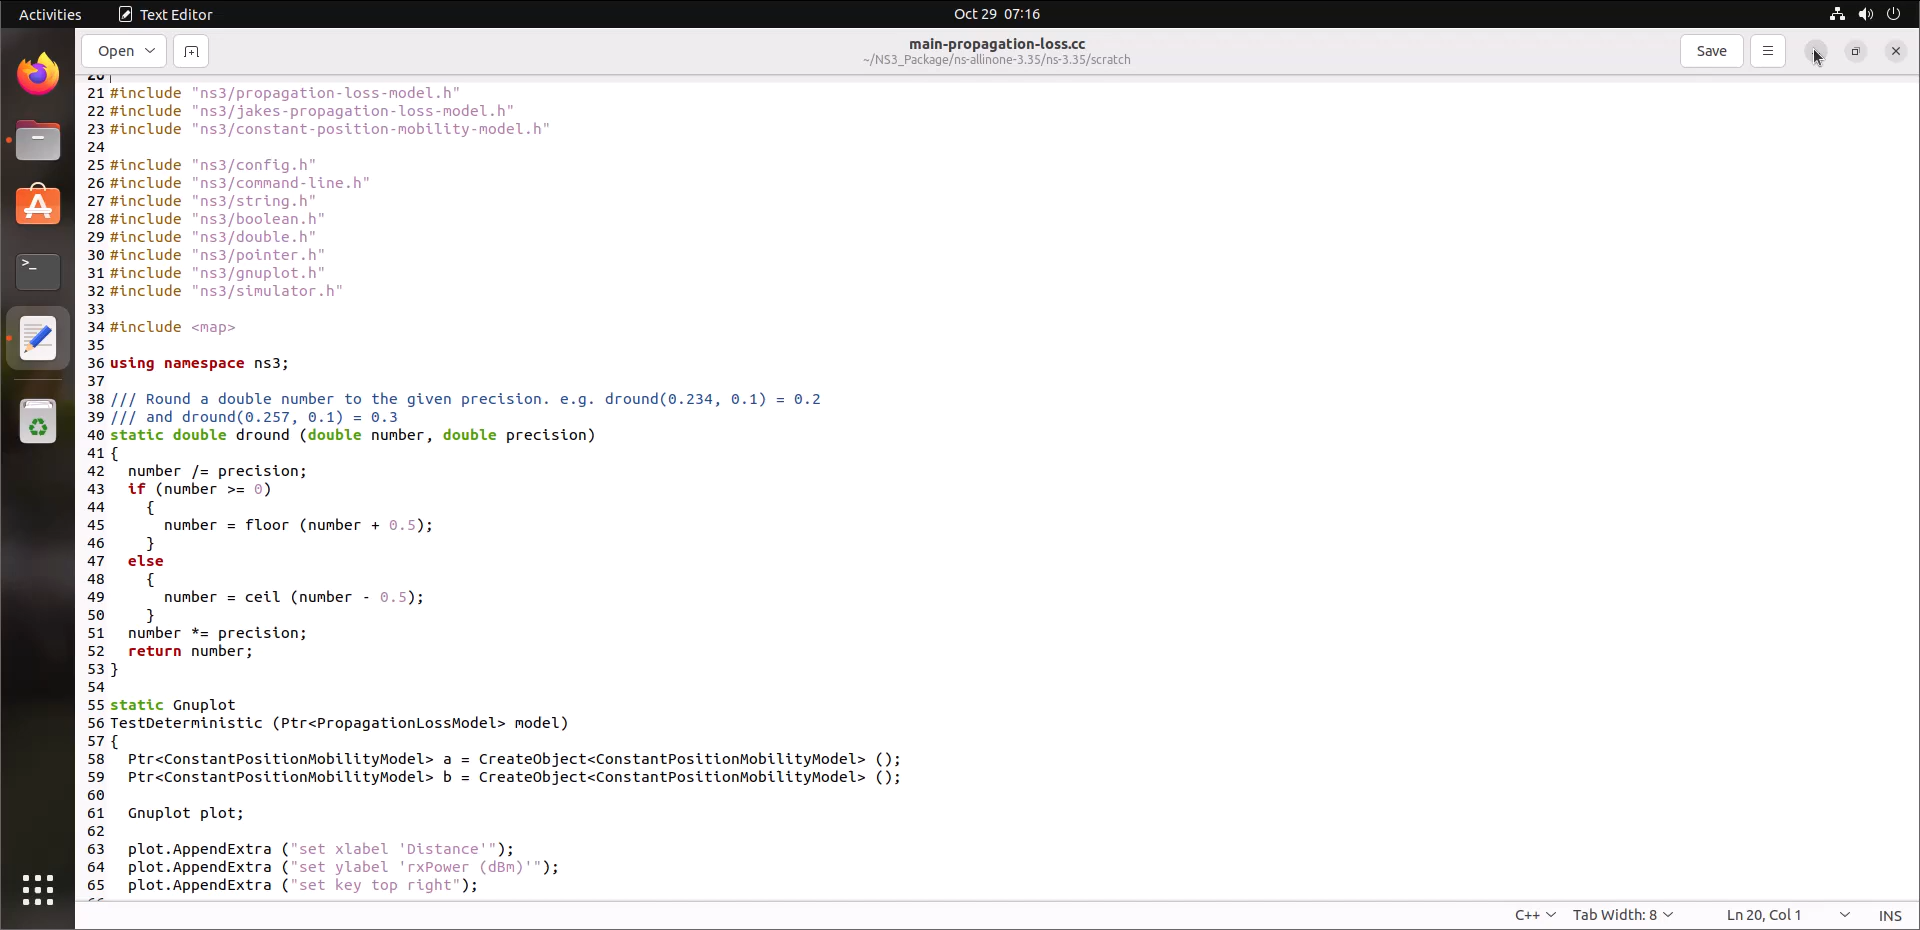 Activities
Text Editor
Oct 29 07:16
Open
main-propagation-loss.cc
~/NS3_Package/ns-allinone-3.35/ns-3.35/scratch
Save
20
21 #include "ns3/propagation-loss-model.h"
22 #include "ns3/jakes-propagation-loss-model.h"
23 #include "ns3/constant-position-mobility-model.h"
24
25 #include "ns3/config.h"
26 #include "ns3/command-line.h"
27 #include "ns3/string.h"
28 #include "ns3/boolean.h"
29 #include "ns3/double.h"
30 #include "ns3/pointer.h"
31 #include "ns3/gnuplot.h"
32 #include "ns3/simulator.h"
33
34 #include <map>
35
36 using namespace ns3;
37
38 /// Round a double number to the given precision. e.g. dround(0.234, 0.1) = 0.2
39 /// and dround(0.257, 0.1) = 0.3
40 static double dround (double number, double precision)
41 {
42   number /= precision;
43   if (number >= 0)
44     {
45       number = floor (number + 0.5);
46     }
47   else
48     {
49       number = ceil (number - 0.5);
50     }
51   number *= precision;
52   return number;
53 }
54
55 static Gnuplot
56 TestDeterministic (Ptr<PropagationLossModel> model)
57 {
58   Ptr<ConstantPositionMobilityModel> a = CreateObject<ConstantPositionMobilityModel> ();
59   Ptr<ConstantPositionMobilityModel> b = CreateObject<ConstantPositionMobilityModel> ();
60
61   Gnuplot plot;
62
63   plot.AppendExtra ("set xlabel 'Distance'");
64   plot.AppendExtra ("set ylabel 'rxPower (dBm)'");
65   plot.AppendExtra ("set key top right");
C++
Tab Width: 8
Ln 20, Col 1
INS